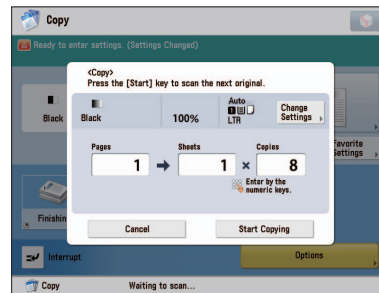 Copy
Ready to enter settings. (Settings Changed)
<Copy>
Press the [Start] key to scan the next original.
Black
100%
Auto
LTR
Change
Settings
Pages
Sheets
Copies
1
1
×
8
Enter by the
numeric keys.
Cancel
Start Copying
Black
Favorite
Settings
Finishin
Interrupt
Options
Copy
Waiting to scan...